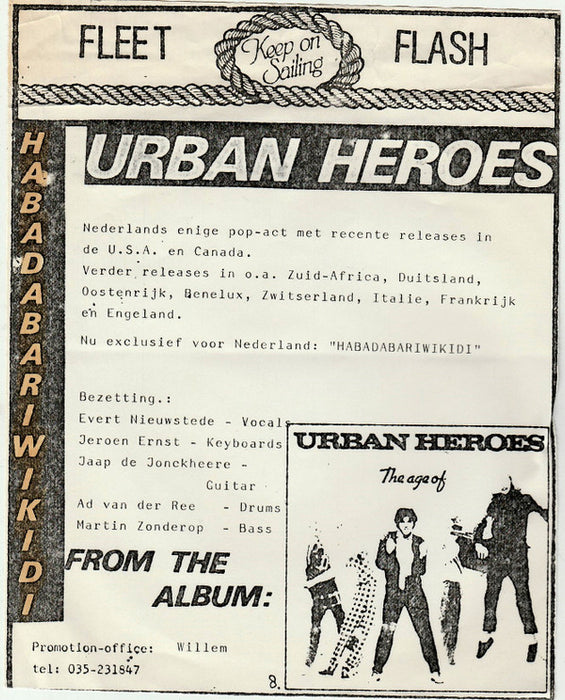 FLEET
Keep on
Sailing
FLASH
HABADABARIWIKIDI
URBAN HEROES
Nederlands enige pop-act met recente releases in
de U.S.A. en Canada.
Verder releases in o.a. Zuid-Africa, Duitsland,
Oostenrijk, Benelux, Zwitserland, Italie, Frankrijk
en Engeland.
Nu exclusief voor Nederland: "HABADABARIWIKIDI"
Bezetting.:
Evert Nieuwstede - Vocals
Jeroen Ernst - Keyboards
Jaap de Jonckheere -
Guitar
Ad van der Ree - Drums
Martin Zonderop - Bass
FROM THE
ALBUM:
URBAN HEROES
The age of
Promotion-office: Willem
tel: 035-231847
8.